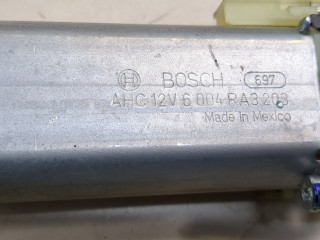 BOSCH 697
AHC 12V 6 004 RA3 203
Made in Mexico